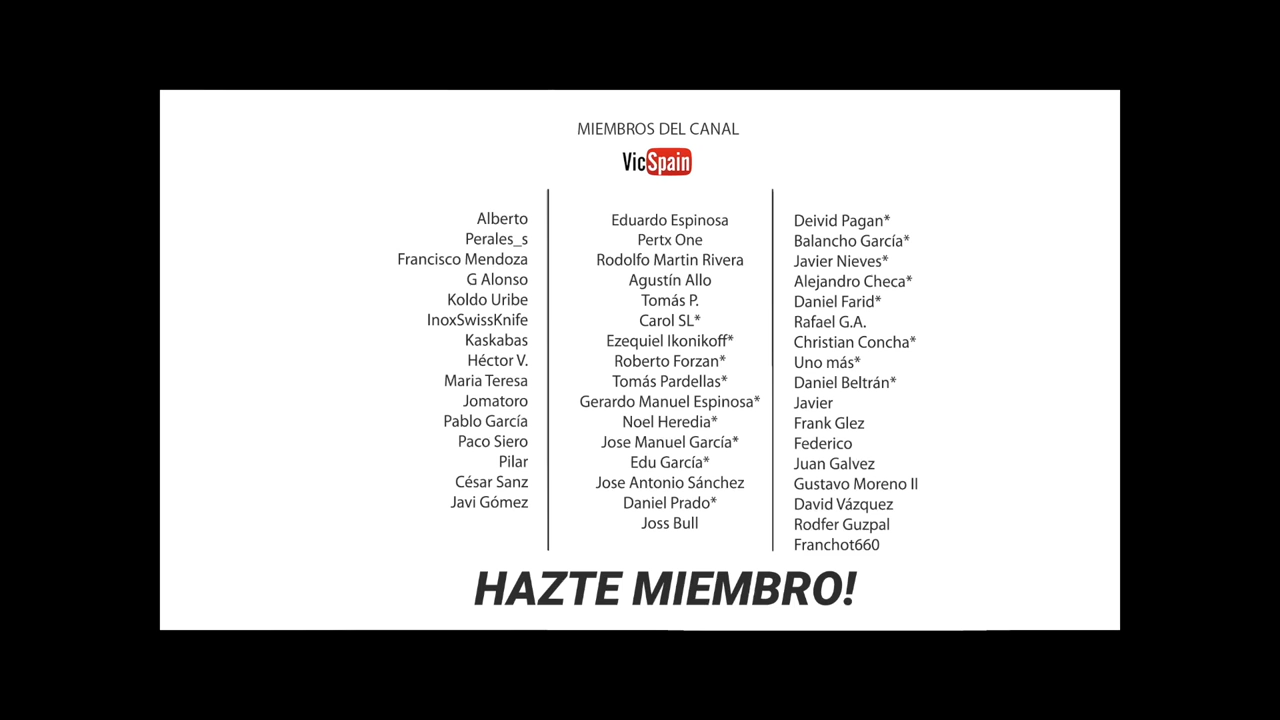 MIEMBROS DEL CANAL
VicSpain
Alberto
Perales_s
Francisco Mendoza
G Alonso
Koldo Uribe
InoxSwissKnife
Kaskabas
Héctor V.
Maria Teresa
Jomatoro
Pablo García
Paco Siero
Pilar
César Sanz
Javi Gómez
Eduardo Espinosa
Pertx One
Rodolfo Martin Rivera
Agustín Allo
Tomás P.
Carol SL*
Ezequiel Ikonikoff*
Roberto Forzan*
Tomás Pardellas*
Gerardo Manuel Espinosa*
Noel Heredia*
Jose Manuel García*
Edu García*
Jose Antonio Sánchez
Daniel Prado*
Joss Bull
Deivid Pagan*
Balancho García*
Javier Nieves*
Alejandro Checa*
Daniel Farid*
Rafael G.A.
Christian Concha*
Uno más*
Daniel Beltrán*
Javier
Frank Glez
Federico
Juan Galvez
Gustavo Moreno II
David Vázquez
Rodfer Guzpal
Franchot660
HAZTE MIEMBRO!